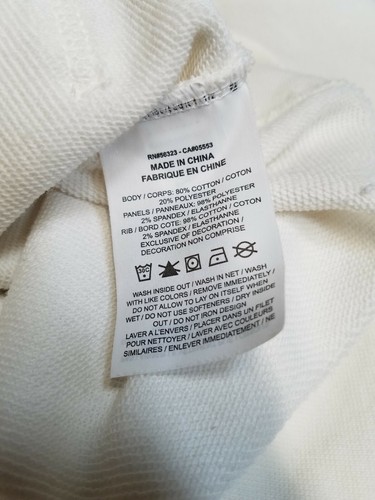 RN#56323 - CA#05553
MADE IN CHINA
FABRIQUE EN CHINE
BODY / CORPS: 80% COTTON / COTON
20% POLYESTER
PANELS / PANNEAUX: 98% POLYESTER
2% SPANDEX / ELASTHANNE
RIB / BORD COTE: 98% COTTON / COTON
2% SPANDEX / ELASTHANNE
EXCLUSIVE OF DECORATION /
DECORATION NON COMPRISE
30C
WASH INSIDE OUT / WASH IN NET / WASH
WITH LIKE COLORS / REMOVE IMMEDIATELY /
DO NOT ALLOW TO LAY ON ITSELF WHEN
WET / DO NOT USE SOFTENERS / DRY INSIDE
OUT / DO NOT IRON DESIGN
LAVER A L'ENVERS / PLACER DANS UN FILET
POUR NETTOYER / LAVER AVEC COULEURS
SIMILAIRES / ENLEVER IMMEDIATEMENT / NE